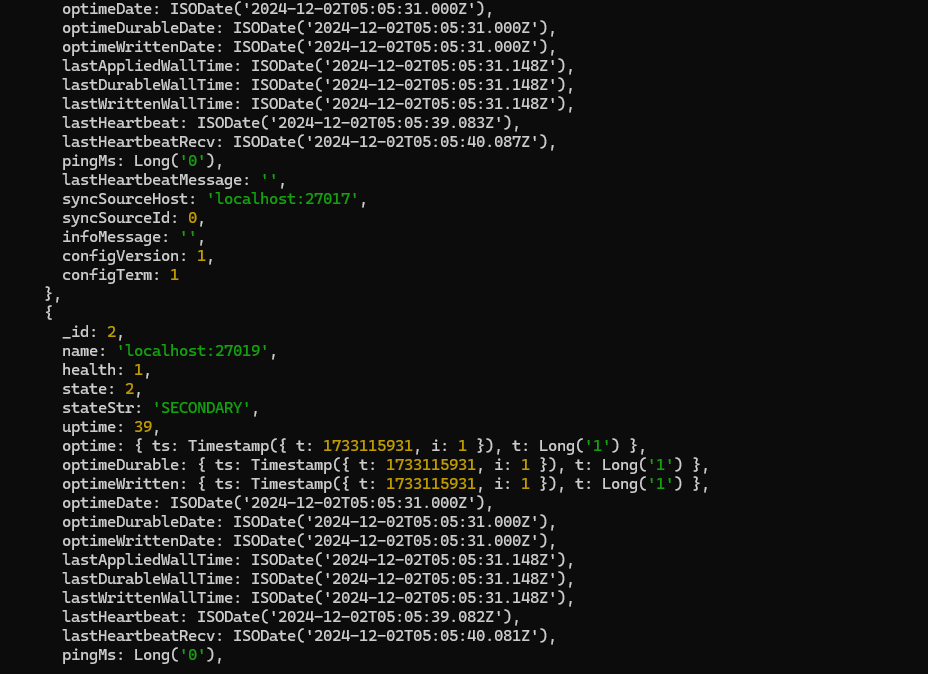 optimeDate: ISODate('2024-12-02T05:05:31.000Z'),
optimeDurableDate: ISODate('2024-12-02T05:05:31.000Z'),
optimeWrittenDate: ISODate('2024-12-02T05:05:31.000Z'),
lastAppliedWallTime: ISODate('2024-12-02T05:05:31.148Z'),
lastDurableWallTime: ISODate('2024-12-02T05:05:31.148Z'),
lastWrittenWallTime: ISODate('2024-12-02T05:05:31.148Z'),
lastHeartbeat: ISODate('2024-12-02T05:05:39.083Z'),
lastHeartbeatRecv: ISODate('2024-12-02T05:05:40.087Z'),
pingMs: Long('0'),
lastHeartbeatMessage: '',
syncSourceHost: 'localhost:27017',
syncSourceId: 0,
infoMessage: '',
configVersion: 1,
configTerm: 1
},
{
_id: 2,
name: 'localhost:27019',
health: 1,
state: 2,
stateStr: 'SECONDARY',
uptime: 39,
optime: { ts: Timestamp({ t: 1733115931, i: 1 }), t: Long('1') },
optimeDurable: { ts: Timestamp({ t: 1733115931, i: 1 }), t: Long('1') },
optimeWritten: { ts: Timestamp({ t: 1733115931, i: 1 }), t: Long('1') },
optimeDate: ISODate('2024-12-02T05:05:31.000Z'),
optimeDurableDate: ISODate('2024-12-02T05:05:31.000Z'),
optimeWrittenDate: ISODate('2024-12-02T05:05:31.000Z'),
lastAppliedWallTime: ISODate('2024-12-02T05:05:31.148Z'),
lastDurableWallTime: ISODate('2024-12-02T05:05:31.148Z'),
lastWrittenWallTime: ISODate('2024-12-02T05:05:31.148Z'),
lastHeartbeat: ISODate('2024-12-02T05:05:39.082Z'),
lastHeartbeatRecv: ISODate('2024-12-02T05:05:40.081Z'),
pingMs: Long('0'),